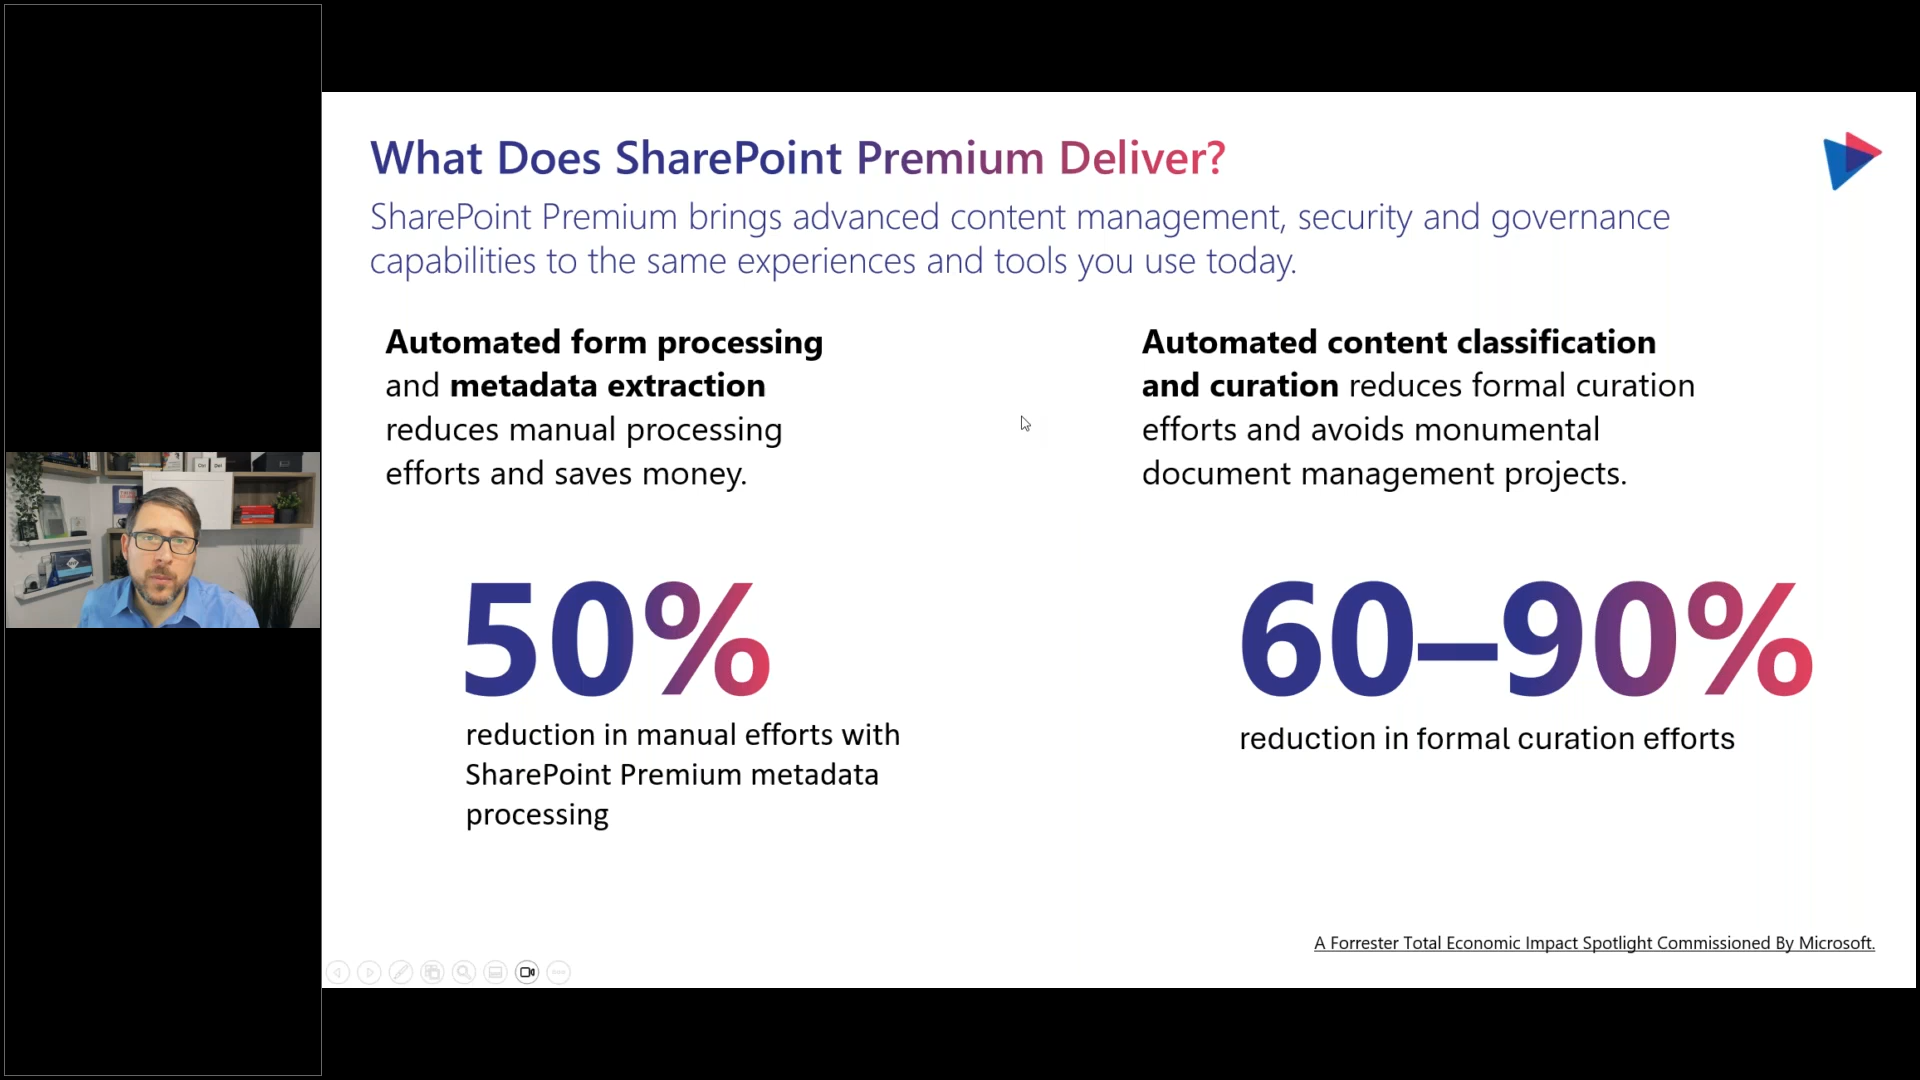 What Does SharePoint Premium Deliver?
SharePoint Premium brings advanced content management, security and governance
capabilities to the same experiences and tools you use today.
Automated form processing
and metadata extraction
reduces manual processing
efforts and saves money.
Automated content classification
and curation reduces formal curation
efforts and avoids monumental
document management projects.
50%
reduction in manual efforts with
SharePoint Premium metadata
processing
60–90%
reduction in formal curation efforts
A Forrester Total Economic Impact Spotlight Commissioned By Microsoft.